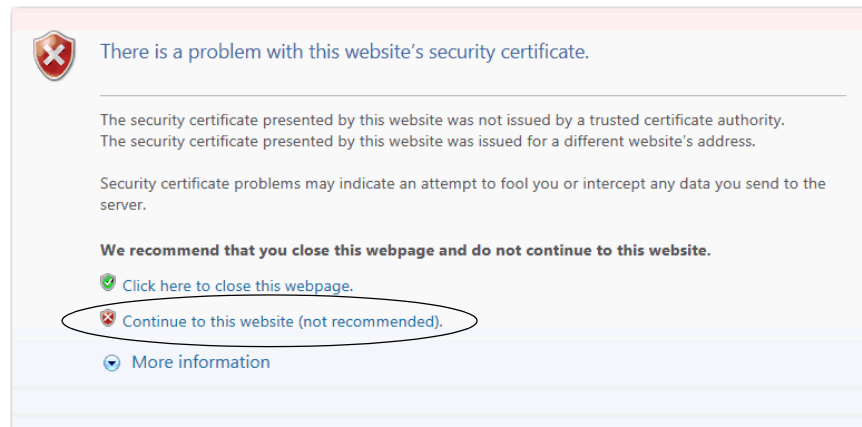 There is a problem with this website's security certificate.
The security certificate presented by this website was not issued by a trusted certificate authority.
The security certificate presented by this website was issued for a different website's address.
Security certificate problems may indicate an attempt to fool you or intercept any data you send to the
server.
We recommend that you close this webpage and do not continue to this website.
Click here to close this webpage.
Continue to this website (not recommended).
More information